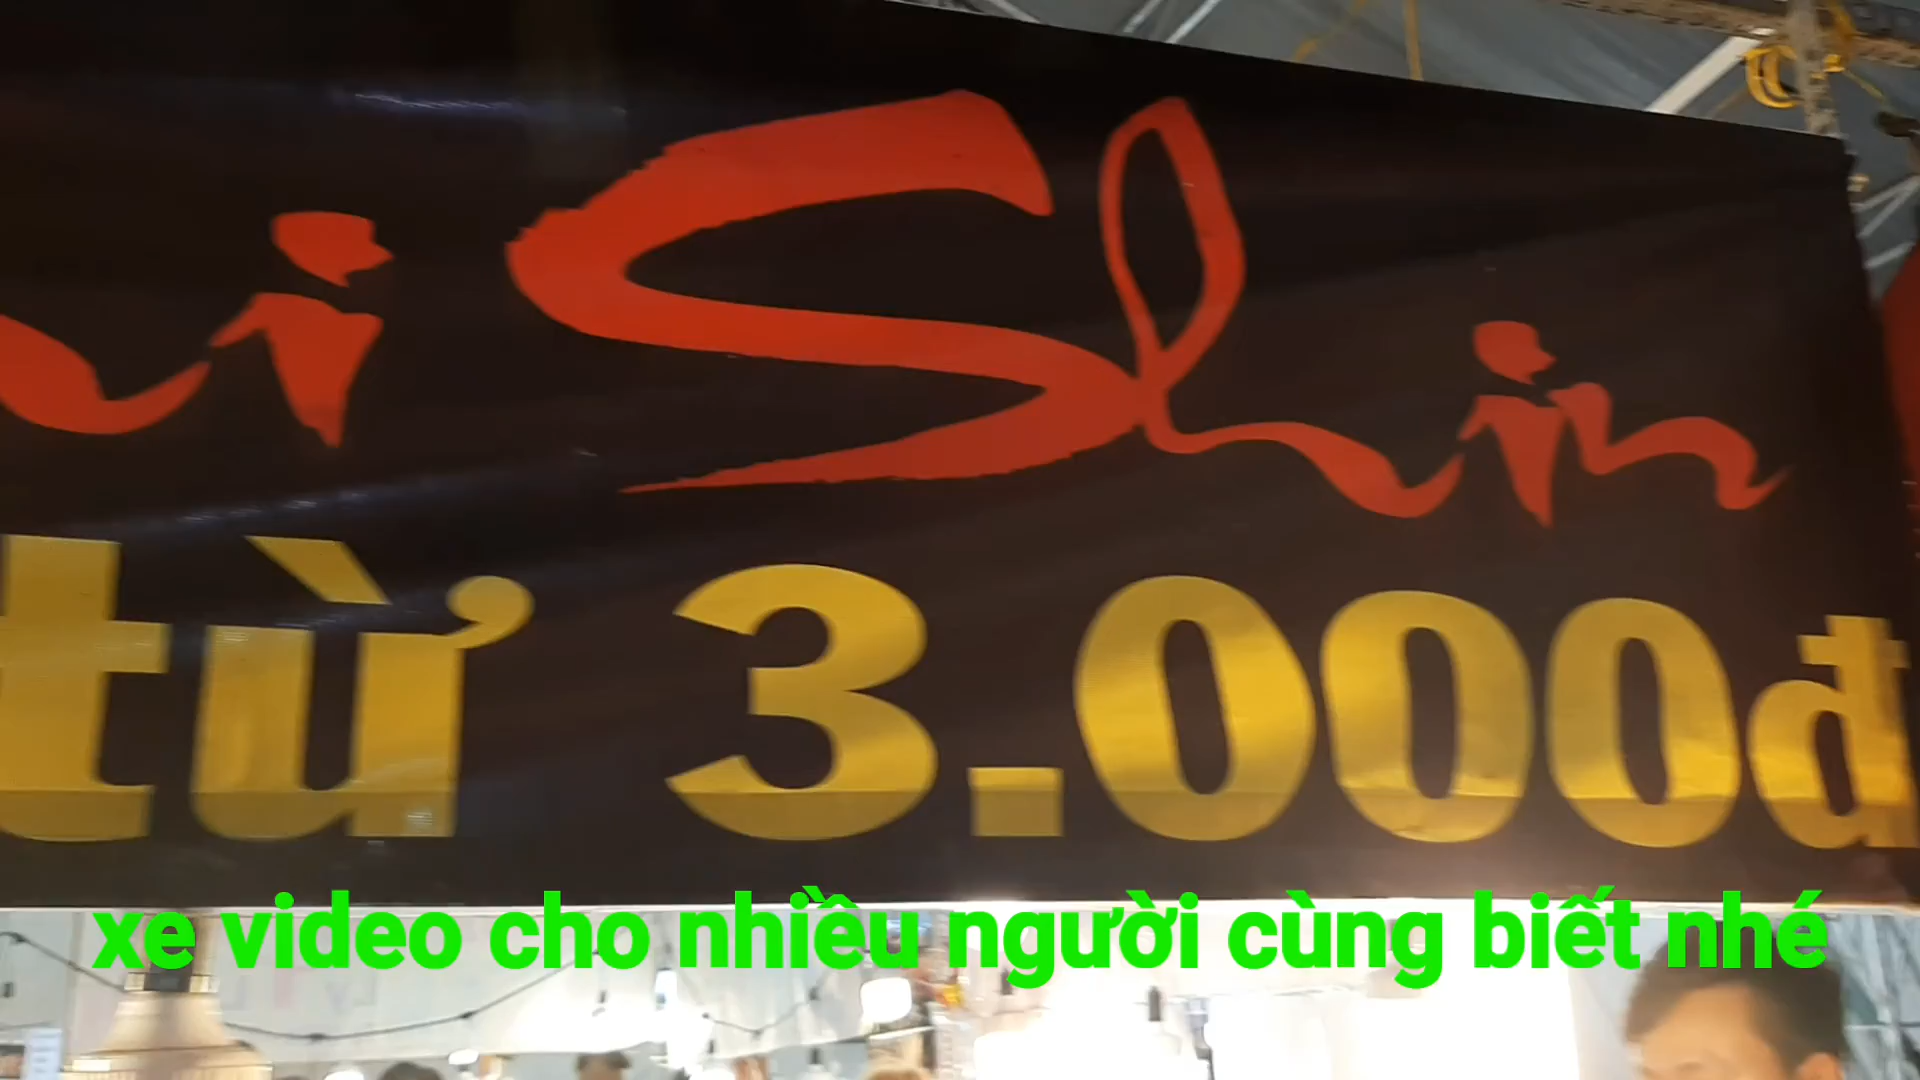 Shin
từ 3.000đ
xe video cho nhiều người cùng biết nhé